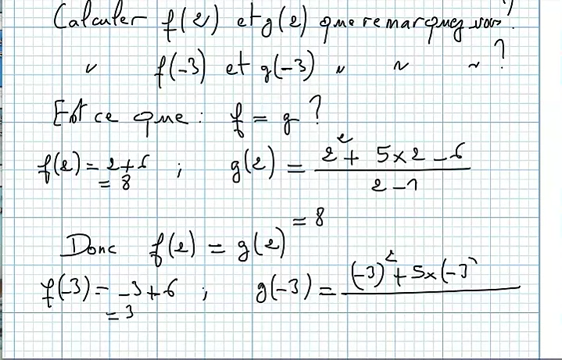 Calculer f(2) et g(2) que remarquez vous?
" f(-3) et g(-3) " " " ?
Est ce que : f = g ?
f(2) = 2+6 ; g(2) = 2² + 5×2 -6
= 8
2-1
Donc f(2) = g(2) = 8
f(-3) = -3+6 ; g(-3) = (-3)² + 5×(-3)
= 3